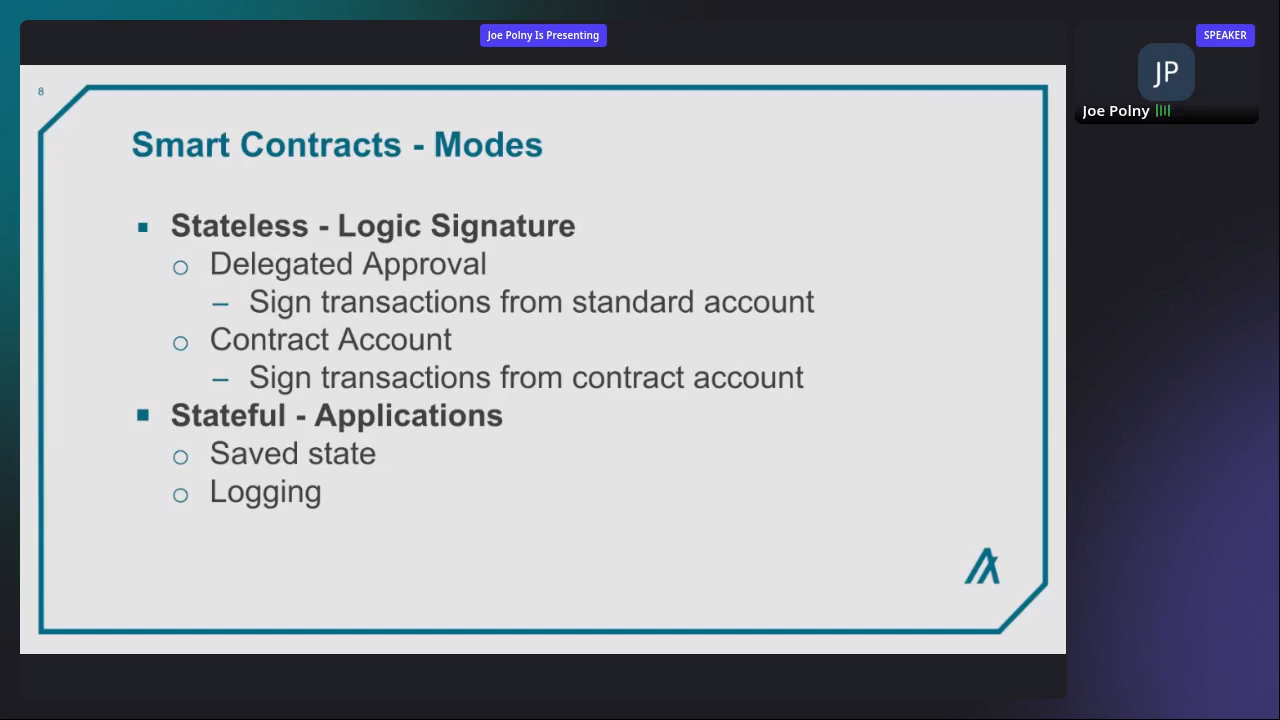 Joe Polny Is Presenting
SPEAKER
JP
Joe Polny
8
Smart Contracts - Modes
Stateless - Logic Signature
Delegated Approval
– Sign transactions from standard account
Contract Account
– Sign transactions from contract account
Stateful - Applications
Saved state
Logging